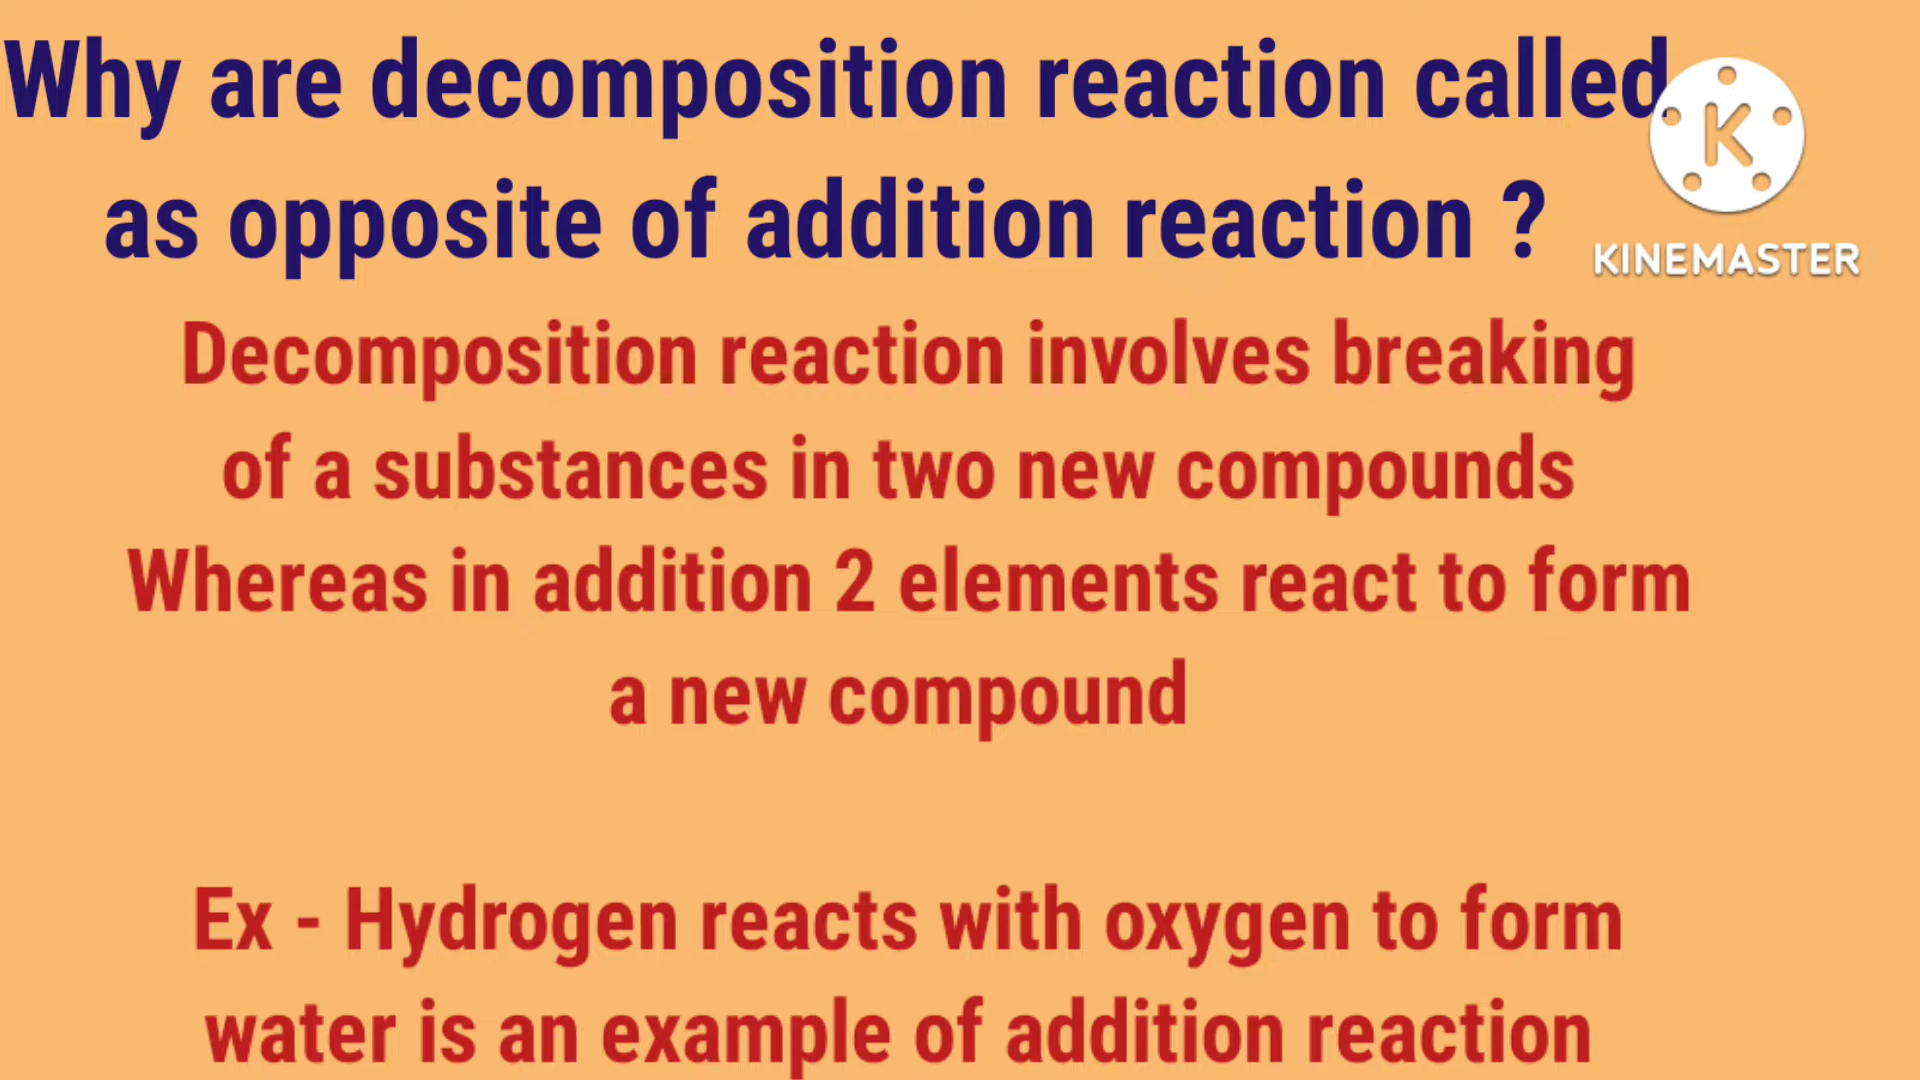 Why are decomposition reaction called
as opposite of addition reaction ?
KINEMASTER
Decomposition reaction involves breaking
of a substances in two new compounds
Whereas in addition 2 elements react to form
a new compound
Ex - Hydrogen reacts with oxygen to form
water is an example of addition reaction